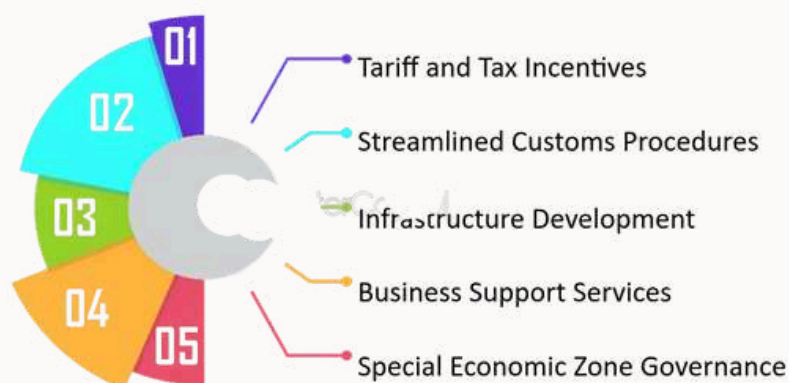 01
Tariff and Tax Incentives
02
Streamlined Customs Procedures
03
Infrastructure Development
04
Business Support Services
05
Special Economic Zone Governance